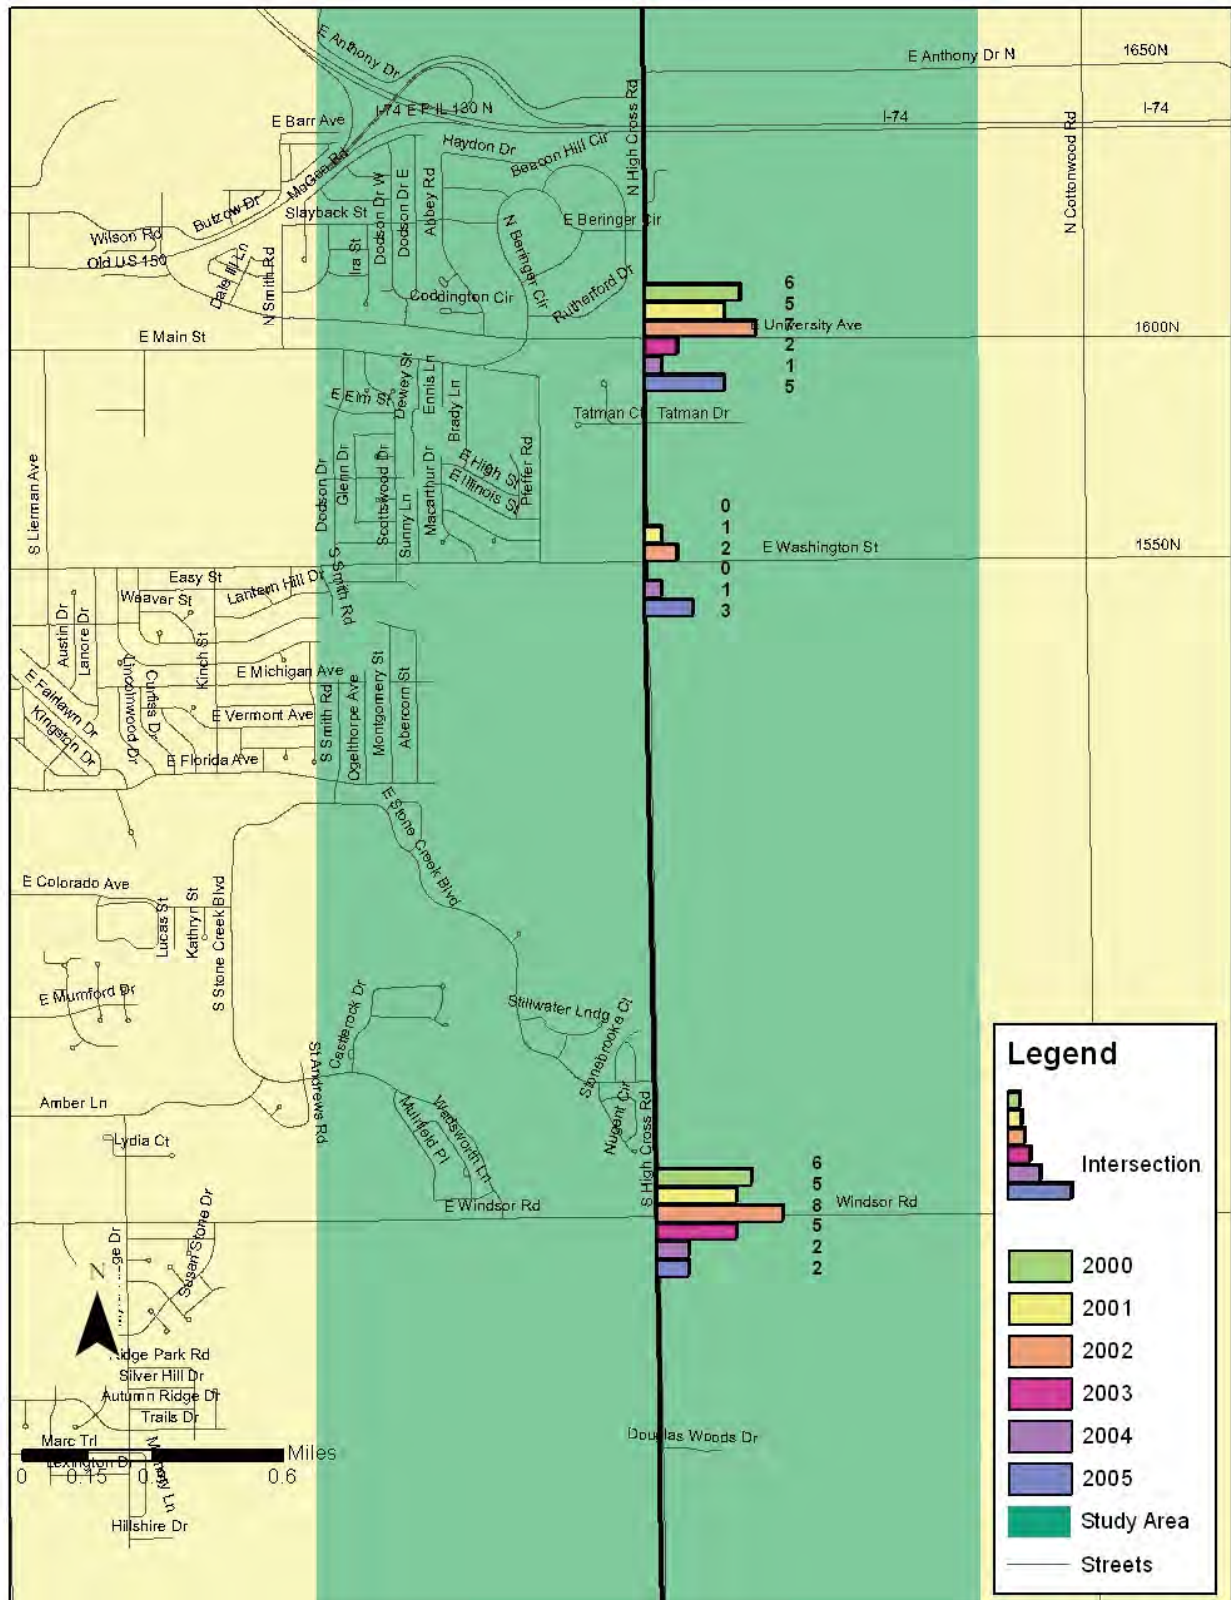 E Anthony Dr
E Anthony Dr N
1650N
I-74 E
IL 130 N
I-74
I-74
E Barr Ave
N High Cross Rd
N Cottonwood Rd
Haydon Dr
Beacon Hill Cir
McGee Rd
Butzow Dr
Slayback St
Dodson Dr W
Dodson Dr E
Abbey Rd
E Beringer Cir
N Beringer Cir
Wilson Rd
Old US 150
Ira St
N Smith Rd
Coddington Cir
Rutherford Dr
6
5
7
2
1
5
E University Ave
1600N
E Main St
E Elm St
Dewey St
Ennis Ln
Brady Ln
Tatman Ct
Tatman Dr
S Lierman Ave
Dodson Dr
Glenn Dr
Scottswood Dr
Sunny Ln
Macarthur Dr
E High St
E Illinois St
Pfeffer Rd
0
1
2
0
1
3
E Washington St
1550N
Easy St
Weaver St
Lantern Hill Dr
S Smith Rd
Austin Dr
Lanore Dr
Kinch St
E Michigan Ave
E Fairlawn Dr
Kingston Dr
Lincolnwood Dr
Curtiss Dr
E Vermont Ave
E Florida Ave
S Smith Rd
Ogelthorpe Ave
Montgomery St
Abercorn St
E Stone Creek Blvd
E Colorado Ave
Lucas St
Kathryn St
S Stone Creek Blvd
E Mumford Dr
Castlerock Dr
Stillwater Lndg
Stonebrooke Ct
St Andrews Rd
Amber Ln
Lydia Ct
Muirfield Pl
Wadsworth Ln
Nugent Cir
S High Cross Rd
6
5
8
5
2
2
E Windsor Rd
Windsor Rd
Susan Stone Dr
N
Ridge Park Rd
Silver Hill Dr
Autumn Ridge Dr
Trails Dr
Marc Trl
Lexington Dr
Hillshire Dr
Douglas Woods Dr
Miles
0 0.15 0.3 0.6
Legend
Intersection
2000
2001
2002
2003
2004
2005
Study Area
Streets